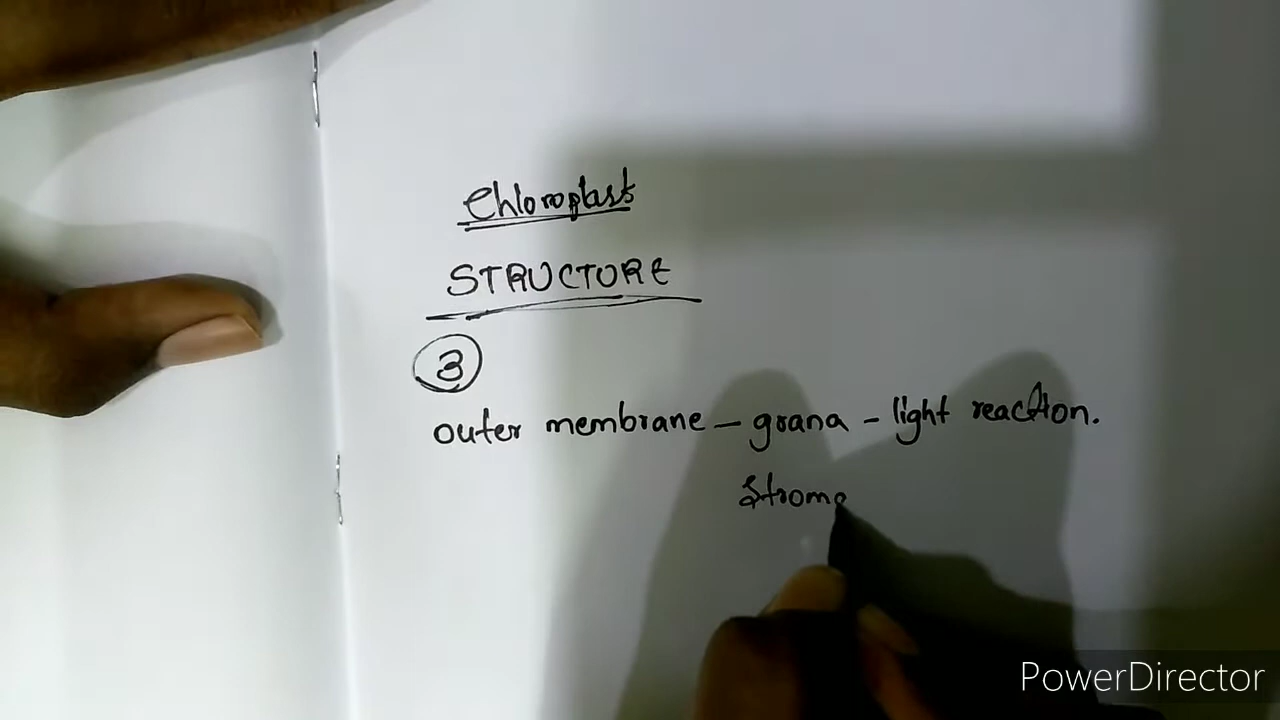 Chloroplast
STRUCTURE
3
outer membrane – grana – light reaction.
Stroma
PowerDirector